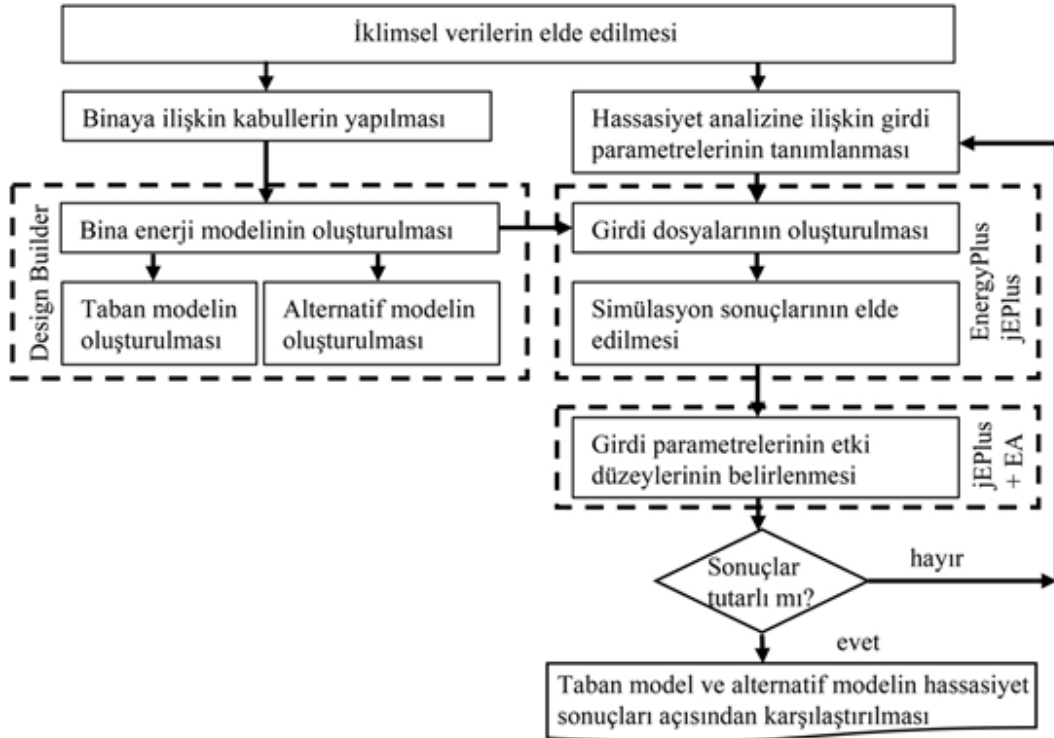 İklimsel verilerin elde edilmesi
Binaya ilişkin kabullerin yapılması
Hassasiyet analizine ilişkin girdi
parametrelerinin tanımlanması
Design Builder
Bina enerji modelinin oluşturulması
Taban modelin
oluşturulması
Alternatif modelin
oluşturulması
Girdi dosyalarının oluşturulması
Simülasyon sonuçlarının elde
edilmesi
EnergyPlus
jEPlus
Girdi parametrelerinin etki
düzeylerinin belirlenmesi
jEPlus
+ EA
Sonuçlar
tutarlı mı?
hayır
evet
Taban model ve alternatif modelin hassasiyet
sonuçları açısından karşılaştırılması